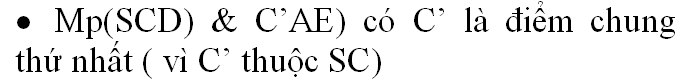 • Mp(SCD) & C’AE) có C’ là điểm chung
thứ nhất ( vì C’ thuộc SC)